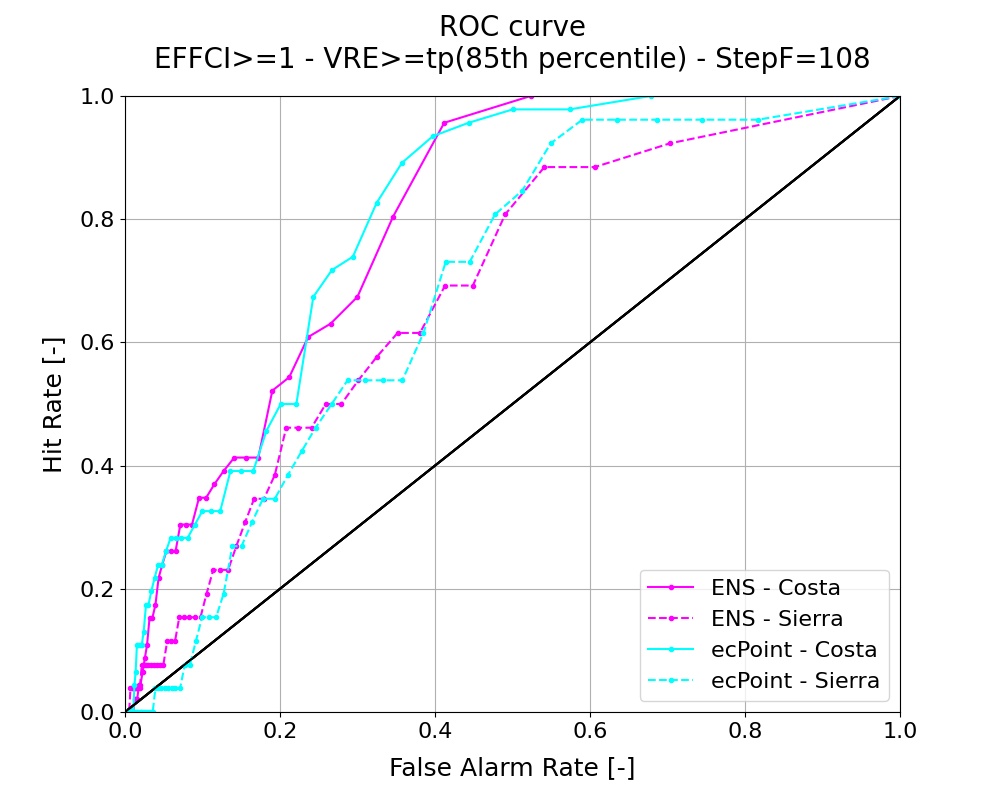 ROC curve
EFFCI>=1 - VRE>=tp(85th percentile) - StepF=108
1.0
0.8
0.6
0.4
0.2
0.0
Hit Rate [-]
ENS - Costa
ENS - Sierra
ecPoint - Costa
ecPoint - Sierra
0.0 0.2 0.4 0.6 0.8 1.0
False Alarm Rate [-]